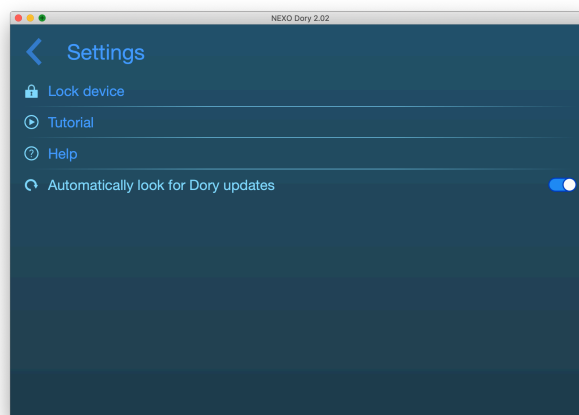 NEXO Dory 2.02
Settings
Lock device
Tutorial
Help
Automatically look for Dory updates